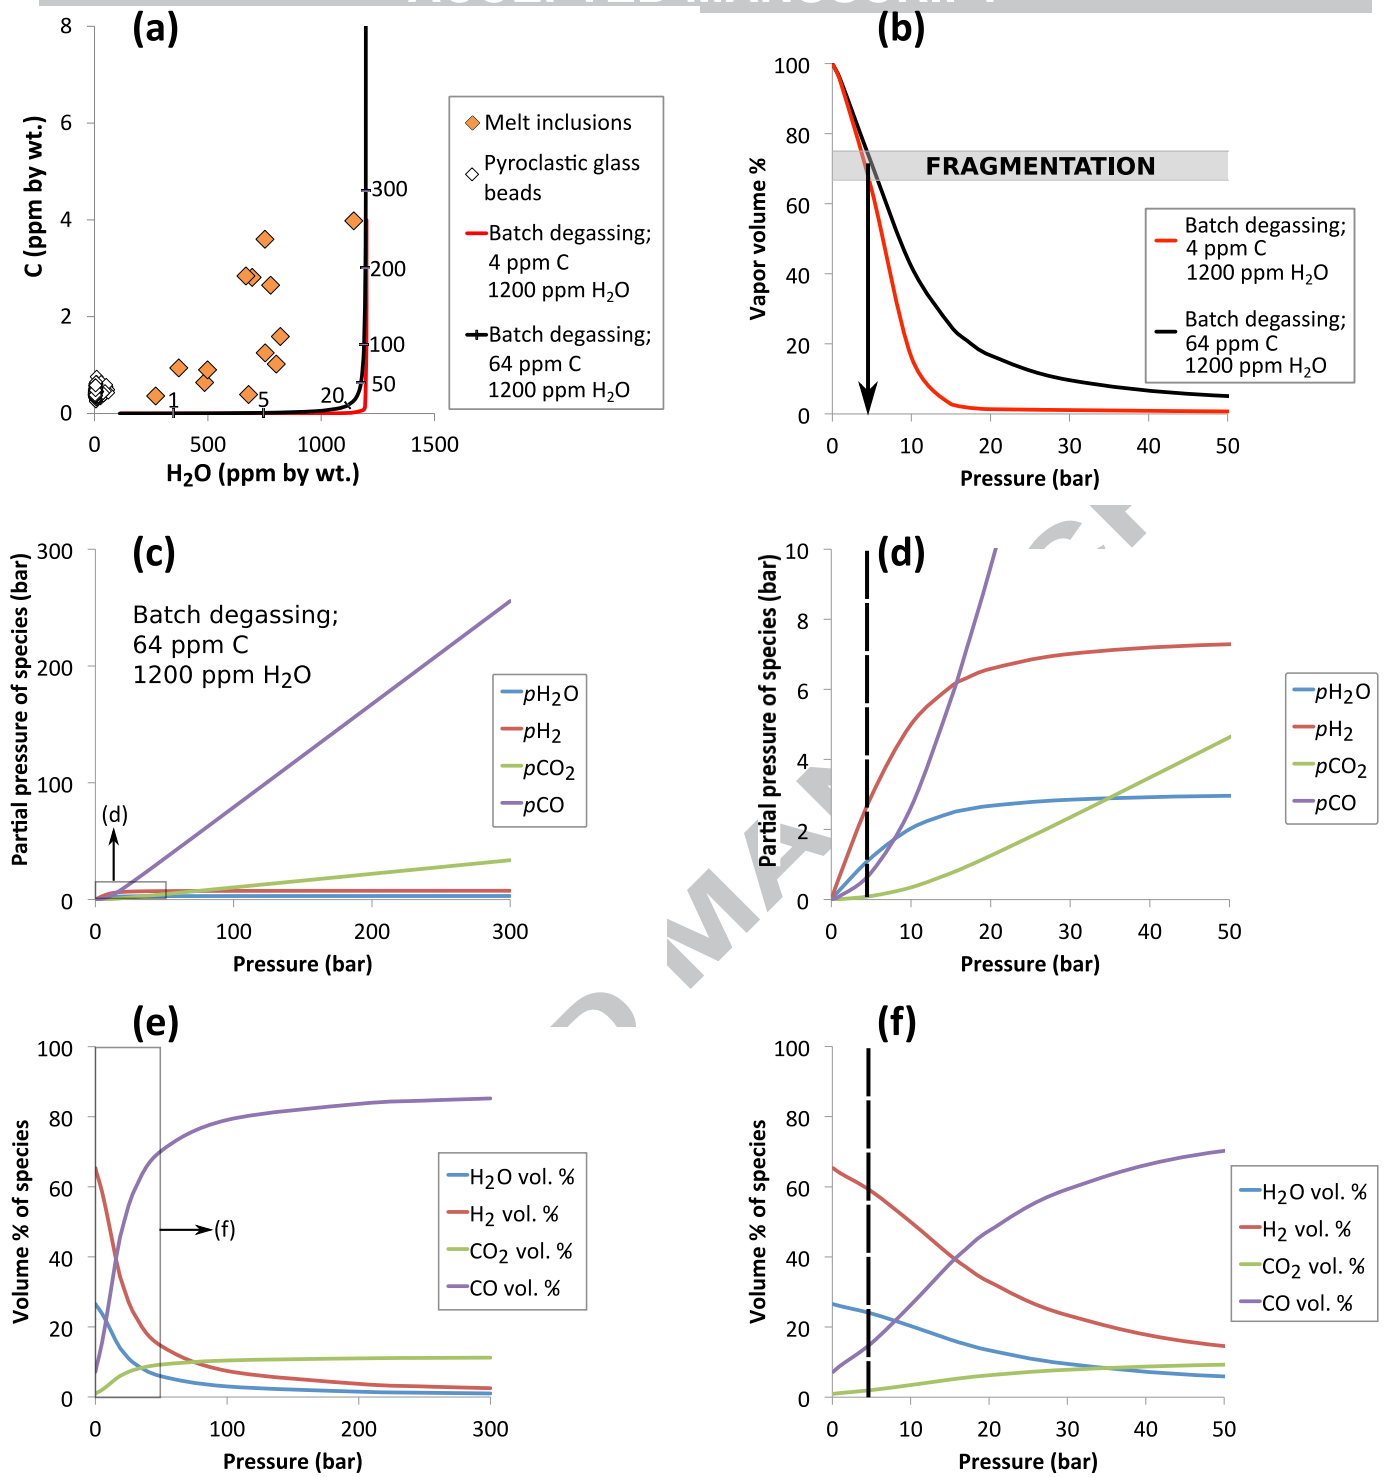 ACCEPTED MANUSCRIPT
(a)
8
6
4
2
0
C (ppm by wt.)
300
200
100
50
20
5
1
0
500
1000
1500
H₂O (ppm by wt.)
Melt inclusions
Pyroclastic glass
beads
Batch degassing;
4 ppm C
1200 ppm H₂O
Batch degassing;
64 ppm C
1200 ppm H₂O
(b)
100
80
60
40
20
0
Vapor volume %
FRAGMENTATION
0
10
20
30
40
50
Pressure (bar)
Batch degassing;
4 ppm C
1200 ppm H₂O
Batch degassing;
64 ppm C
1200 ppm H₂O
(c)
300
200
100
0
Partial pressure of species (bar)
Batch degassing;
64 ppm C
1200 ppm H₂O
(d)
0
100
200
300
Pressure (bar)
pH₂O
pH₂
pCO₂
pCO
(d)
10
8
6
4
2
0
Partial pressure of species (bar)
0
10
20
30
40
50
Pressure (bar)
pH₂O
pH₂
pCO₂
pCO
(e)
100
80
60
40
20
0
Volume % of species
(f)
0
100
200
300
Pressure (bar)
H₂O vol. %
H₂ vol. %
CO₂ vol. %
CO vol. %
(f)
100
80
60
40
20
0
Volume % of species
0
10
20
30
40
50
Pressure (bar)
H₂O vol. %
H₂ vol. %
CO₂ vol. %
CO vol. %